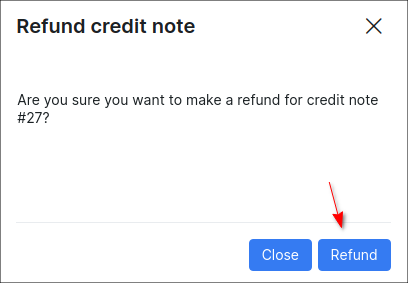 Refund credit note
Are you sure you want to make a refund for credit note
#27?
Close
Refund